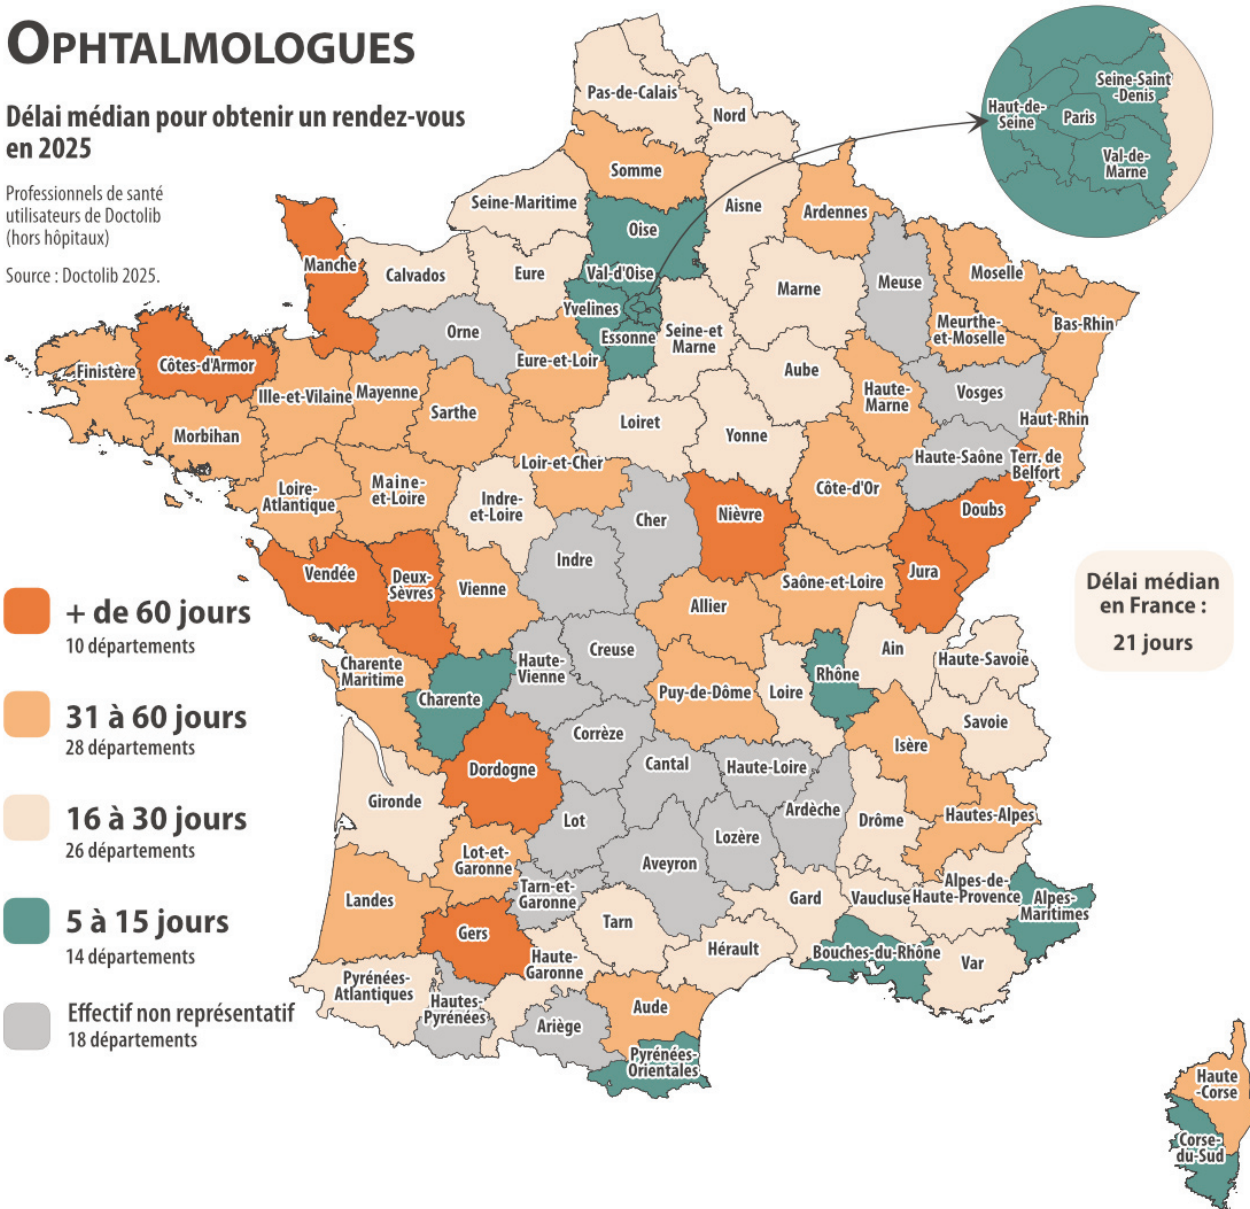 OPHTALMOLOGUES
Délai médian pour obtenir un rendez-vous
en 2025
Professionnels de santé
utilisateurs de Doctolib
(hors hôpitaux)
Source : Doctolib 2025.
Haut-de-
Seine
Paris
Seine-Saint
-Denis
Val-de-
Marne
Pas-de-Calais
Nord
Somme
Seine-Maritime
Aisne
Ardennes
Oise
Manche
Calvados
Eure
Val-d'Oise
Marne
Meuse
Moselle
Yvelines
Essonne
Seine-et
Marne
Meurthe-
et-Moselle
Bas-Rhin
Orne
Eure-et-Loir
Aube
Finistère
Côtes-d'Armor
Ille-et-Vilaine
Mayenne
Sarthe
Haute-
Marne
Vosges
Haut-Rhin
Morbihan
Loiret
Yonne
Loir-et-Cher
Haute-Saône
Terr. de
Belfort
Loire-
Atlantique
Maine-
et-Loire
Indre-
et-Loire
Côte-d'Or
Cher
Nièvre
Doubs
Indre
Vendée
Deux-
Sèvres
Vienne
Saône-et-Loire
Jura
Allier
Charente
Maritime
Charente
Haute-
Vienne
Creuse
Puy-de-Dôme
Loire
Rhône
Ain
Haute-Savoie
Savoie
Corrèze
Isère
Dordogne
Cantal
Haute-Loire
Gironde
Lot
Ardèche
Drôme
Hautes-Alpes
Lozère
Aveyron
Lot-et-
Garonne
Tarn-et-
Garonne
Landes
Gers
Tarn
Gard
Vaucluse
Alpes-de-
Haute-Provence
Alpes-
Maritimes
Haute-
Garonne
Hérault
Bouches-du-Rhône
Var
Pyrénées-
Atlantiques
Hautes-
Pyrénées
Ariège
Aude
Pyrénées-
Orientales
Haute
-Corse
Corse-
du-Sud
+ de 60 jours
10 départements
31 à 60 jours
28 départements
16 à 30 jours
26 départements
5 à 15 jours
14 départements
Effectif non représentatif
18 départements
Délai médian
en France :
21 jours